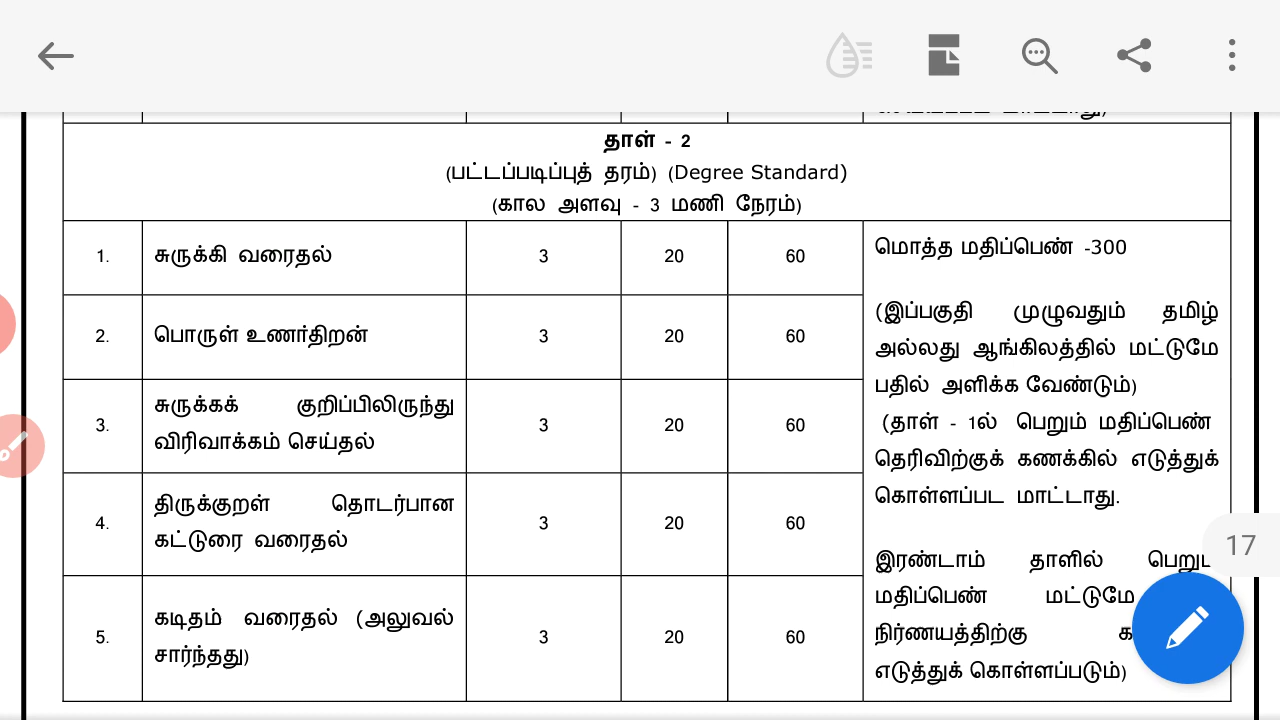 தாள் - 2
(பட்டப்படிப்புத் தரம்) (Degree Standard)
(கால அளவு - 3 மணி நேரம்)
1. சுருக்கி வரைதல் 3 20 60
2. பொருள் உணர்திறன் 3 20 60
3. சுருக்கக் குறிப்பிலிருந்து
விரிவாக்கம் செய்தல் 3 20 60
4. திருக்குறள் தொடர்பான
கட்டுரை வரைதல் 3 20 60
5. கடிதம் வரைதல் (அலுவல்
சார்ந்தது) 3 20 60
மொத்த மதிப்பெண் -300
(இப்பகுதி முழுவதும் தமிழ்
அல்லது ஆங்கிலத்தில் மட்டுமே
பதில் அளிக்க வேண்டும்)
(தாள் - 1ல் பெறும் மதிப்பெண்
தெரிவிற்குக் கணக்கில் எடுத்துக்
கொள்ளப்பட மாட்டாது.
இரண்டாம் தாளில்
மதிப்பெண் மட்டுமே
நிர்ணயத்திற்கு
எடுத்துக் கொள்ளப்படும்)
17